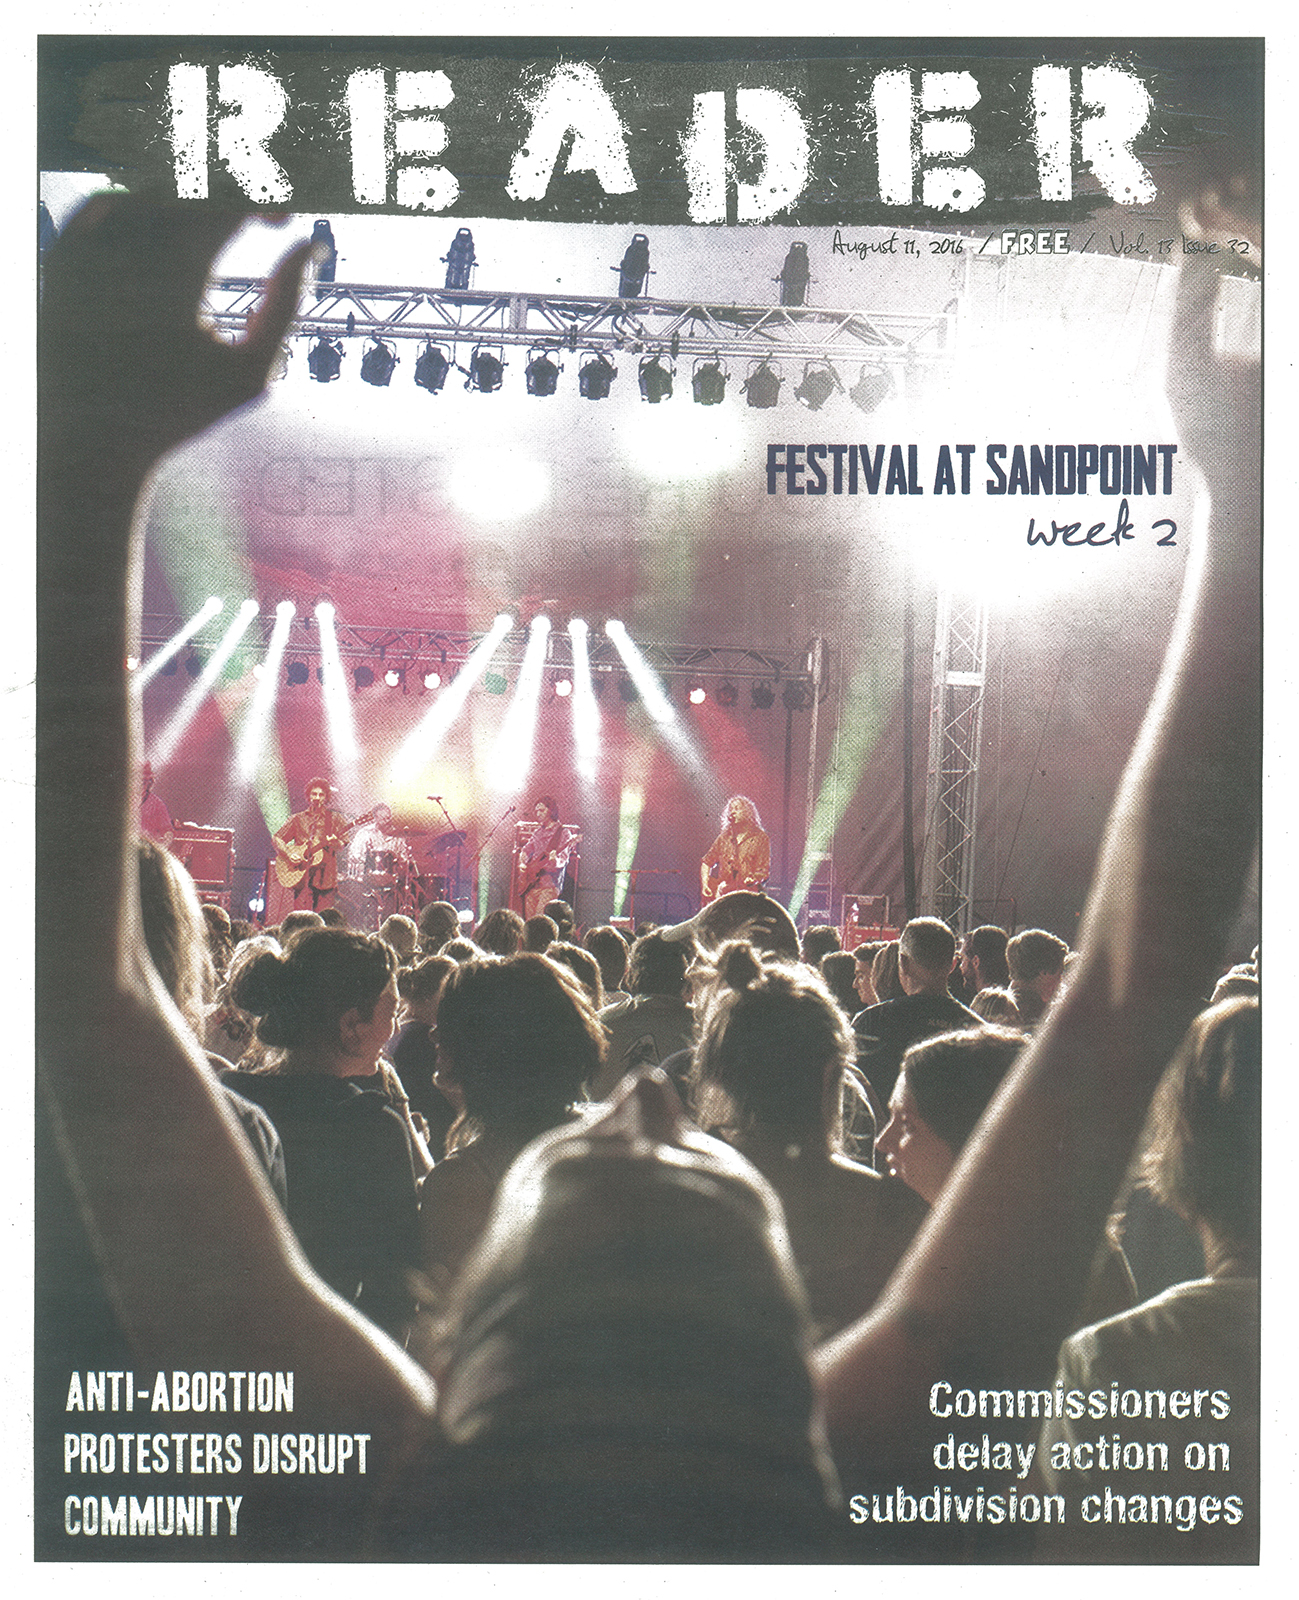 READER
August 11, 2016 / FREE / Vol. 13 Issue 32
FESTIVAL AT SANDPOINT
week 2
ANTI-ABORTION
PROTESTERS DISRUPT
COMMUNITY
Commissioners
delay action on
subdivision changes